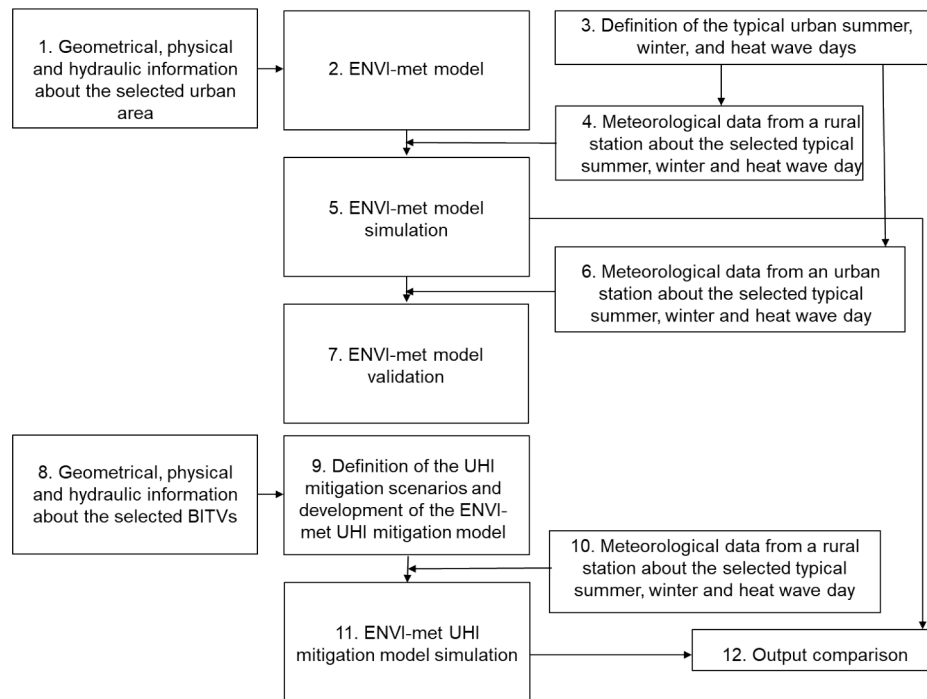 1. Geometrical, physical
and hydraulic information
about the selected urban
area
2. ENVI-met model
3. Definition of the typical urban summer,
winter, and heat wave days
4. Meteorological data from a rural
station about the selected typical
summer, winter and heat wave day
5. ENVI-met model
simulation
6. Meteorological data from an urban
station about the selected typical
summer, winter and heat wave day
7. ENVI-met model
validation
8. Geometrical, physical
and hydraulic information
about the selected BITVs
9. Definition of the UHI
mitigation scenarios and
development of the ENVI-
met UHI mitigation model
10. Meteorological data from a rural
station about the selected typical
summer, winter and heat wave day
11. ENVI-met UHI
mitigation model simulation
12. Output comparison